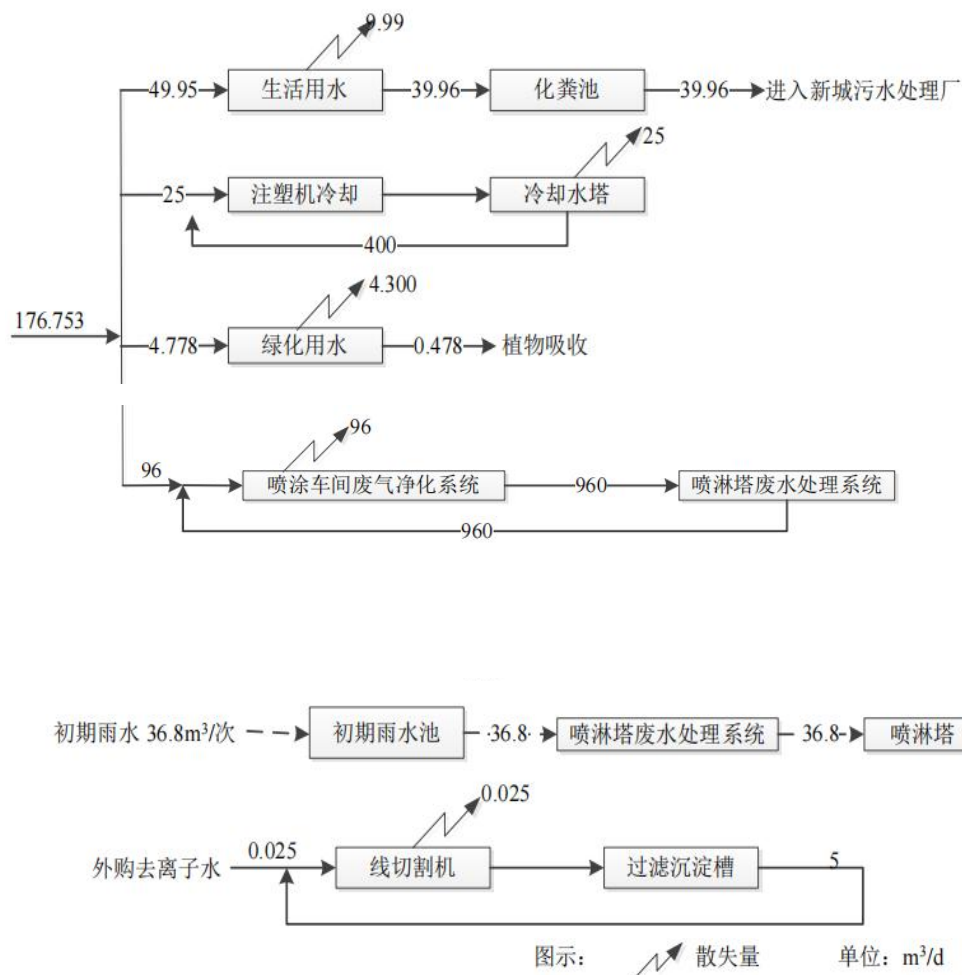 9.99
49.95 生活用水 39.96 化粪池 39.96 进入新城污水处理厂
25
25 注塑机冷却 冷却水塔
400
4.300
176.753
4.778 绿化用水 0.478 植物吸收
96
96 喷涂车间废气净化系统 960 喷淋塔废水处理系统
960
初期雨水 36.8m³/次 初期雨水池 36.8 喷淋塔废水处理系统 36.8 喷淋塔
0.025
外购去离子水 0.025 线切割机 过滤沉淀槽 5
图示： 散失量 单位：m³/d